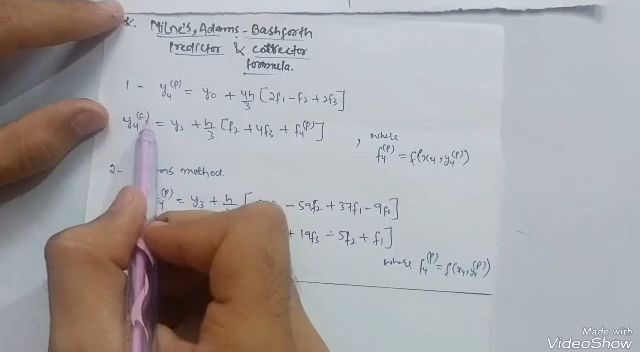 *. Milne's, Adams-Bashforth
Predictor & corrector
formula.
1 - y₄⁽ᵖ⁾ = y₀ + 4h/3 [2f₁ - f₂ + 2f₃]
y₄⁽ᶜ⁾ = y₂ + h/3 [f₂ + 4f₃ + f₄⁽ᵖ⁾] , where
f₄⁽ᵖ⁾ = f(x₄, y₄⁽ᵖ⁾)
2- method.
⁽ᵖ⁾ = y₃ + h/ [ - 59f₂ + 37f₁ - 9f₀]
+ 19f₃ - 5f₂ + f₁]
where f₄⁽ᵖ⁾ = f(x₄, y₄⁽ᵖ⁾)
Made with
VideoShow